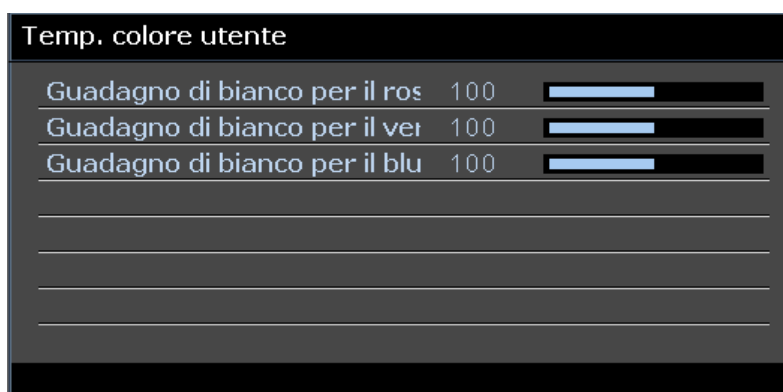 Temp. colore utente
Guadagno di bianco per il ros 100
Guadagno di bianco per il ver 100
Guadagno di bianco per il blu 100